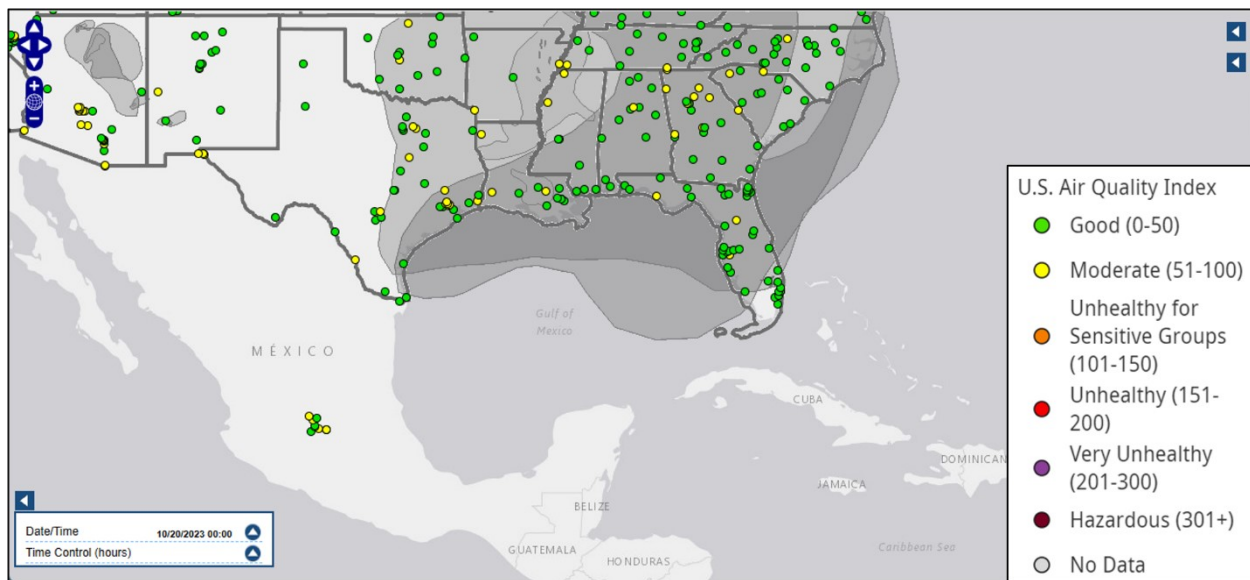 U.S. Air Quality Index
Good (0-50)
Moderate (51-100)
Unhealthy for
Sensitive Groups
(101-150)
Unhealthy (151-
200)
Very Unhealthy
(201-300)
Hazardous (301+)
No Data
Gulf of
Mexico
MÉXICO
CUBA
DOMINICAN
JAMAICA
BELIZE
GUATEMALA
HONDURAS
Caribbean Sea
Date/Time 10/20/2023 00:00
Time Control (hours)